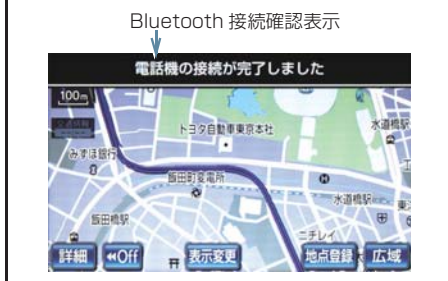 Bluetooth 接続確認表示
電話機の接続が完了しました
100m
トヨタ自動車東京本社
水道橋駅
みずほ銀行
飯田町変電所
水道橋駅
飯田橋駅
ニチレイ
詳細
◀◀Off
表示変更
地点登録
広域